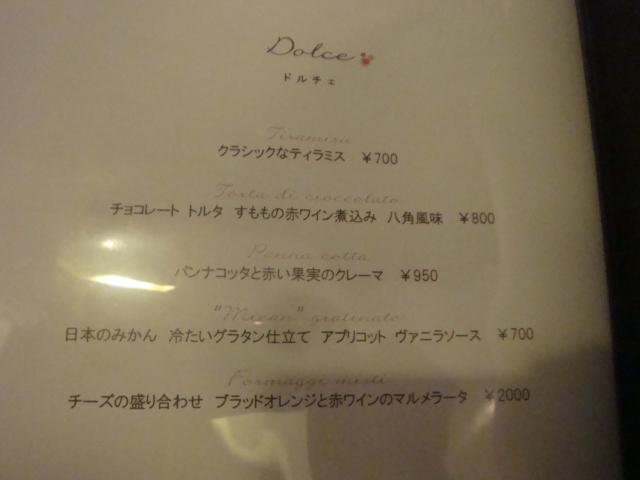 Dolce
ドルチェ
Tiramisu
クラシックなティラミス ￥700
Torta di cioccolato
チョコレート トルタ すももの赤ワイン煮込み 八角風味 ￥800
Panna cotta
パンナコッタと赤い果実のクレーマ ￥950
"Mican" gratinato
日本のみかん 冷たいグラタン仕立て アプリコット ヴァニラソース ￥700
Formaggi misti
チーズの盛り合わせ ブラッドオレンジと赤ワインのマルメラータ ￥2000